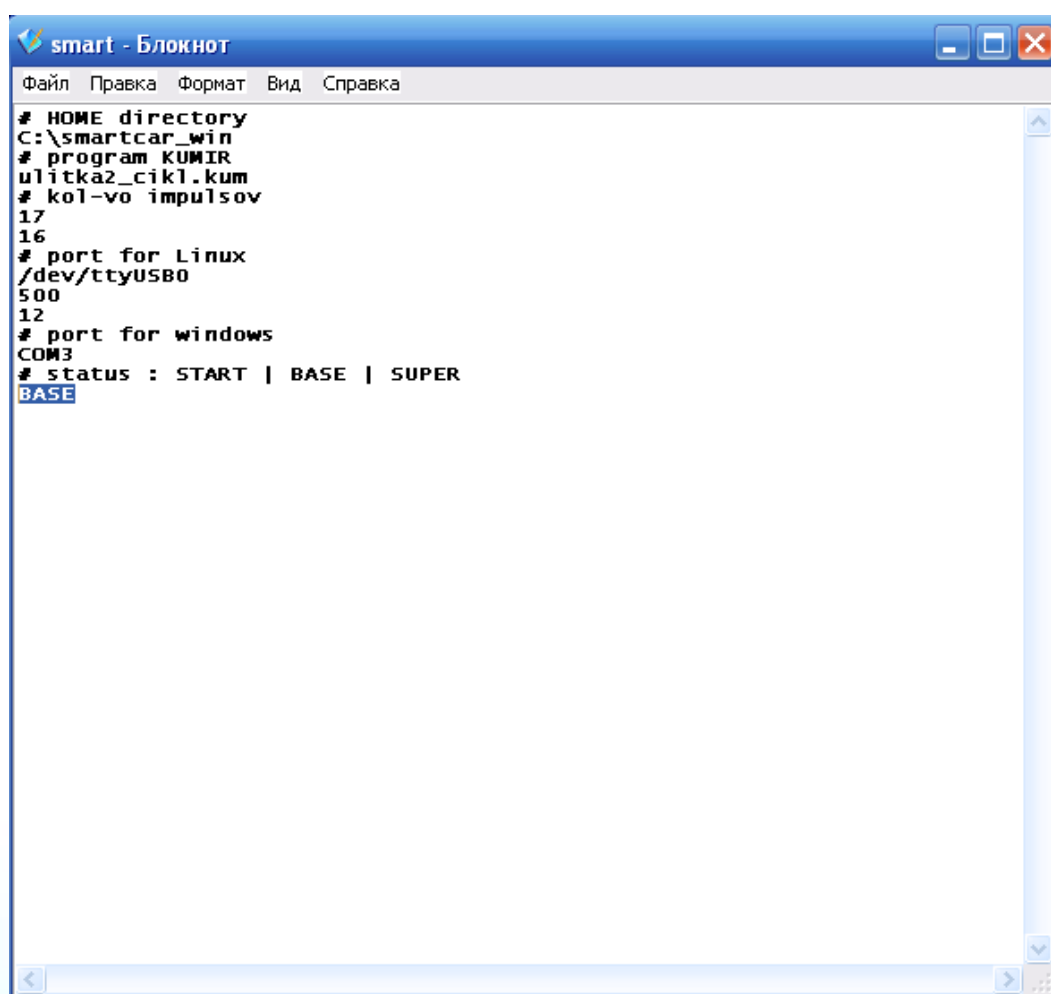 smart - Блокнот
Файл Правка Формат Вид Справка
# HOME directory
C:\smartcar_win
# program KUMIR
ulitka2_cikl.kum
# kol-vo impulsov
17
16
# port for Linux
/dev/ttyUSB0
500
12
# port for windows
COM3
# status : START | BASE | SUPER
BASE